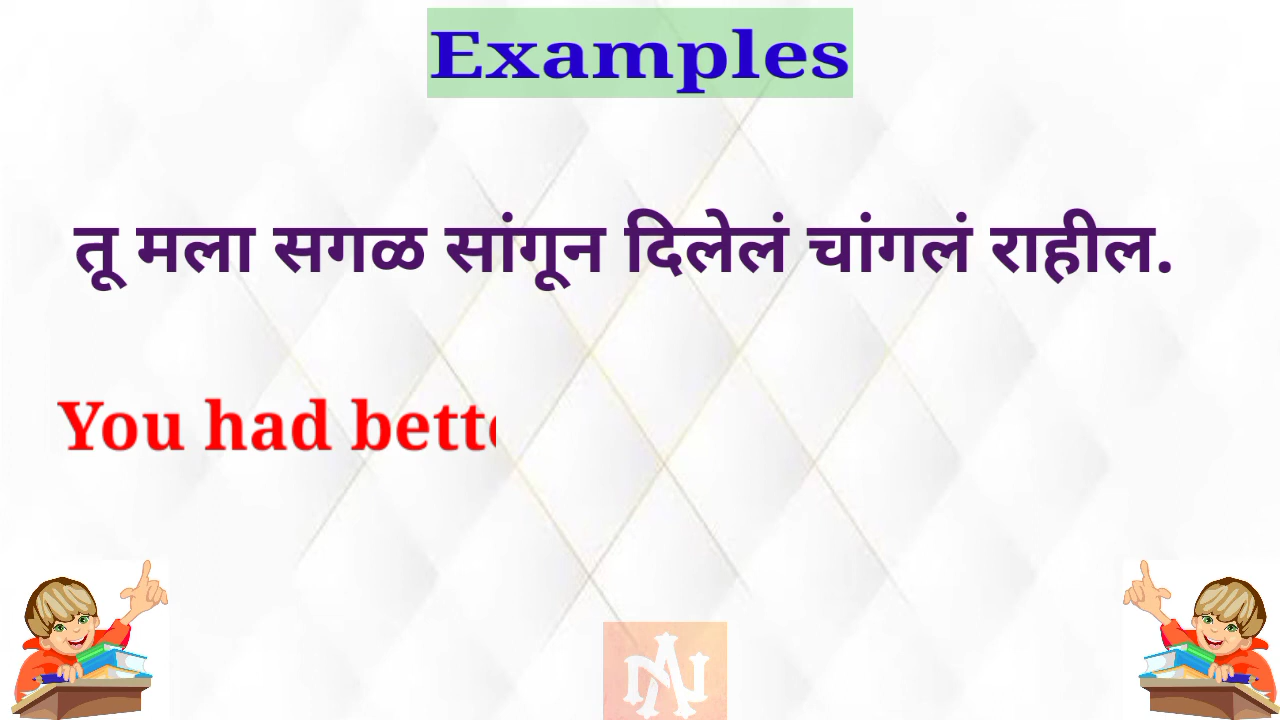 Examples
तू मला सगळ सांगून दिलेलं चांगलं राहील.
You had bett